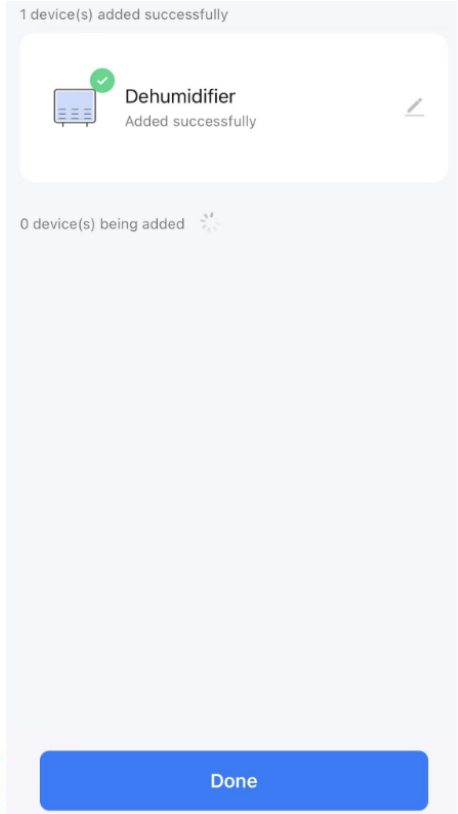 1 device(s) added successfully
Dehumidifier
Added successfully
0 device(s) being added
Done